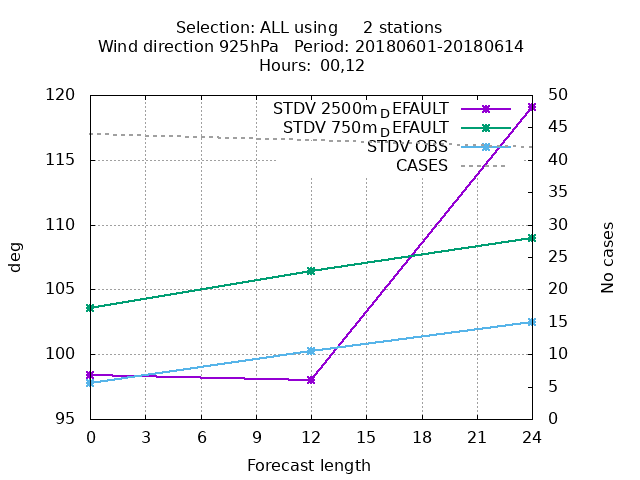 Selection: ALL using 2 stations
Wind direction 925hPa Period: 20180601-20180614
Hours: 00,12
120
115
110
105
100
95
deg
STDV 2500m_DEFAULT
STDV 750m_DEFAULT
STDV OBS
CASES
50
45
40
35
30
25
20
15
10
5
0
No cases
0 3 6 9 12 15 18 21 24
Forecast length